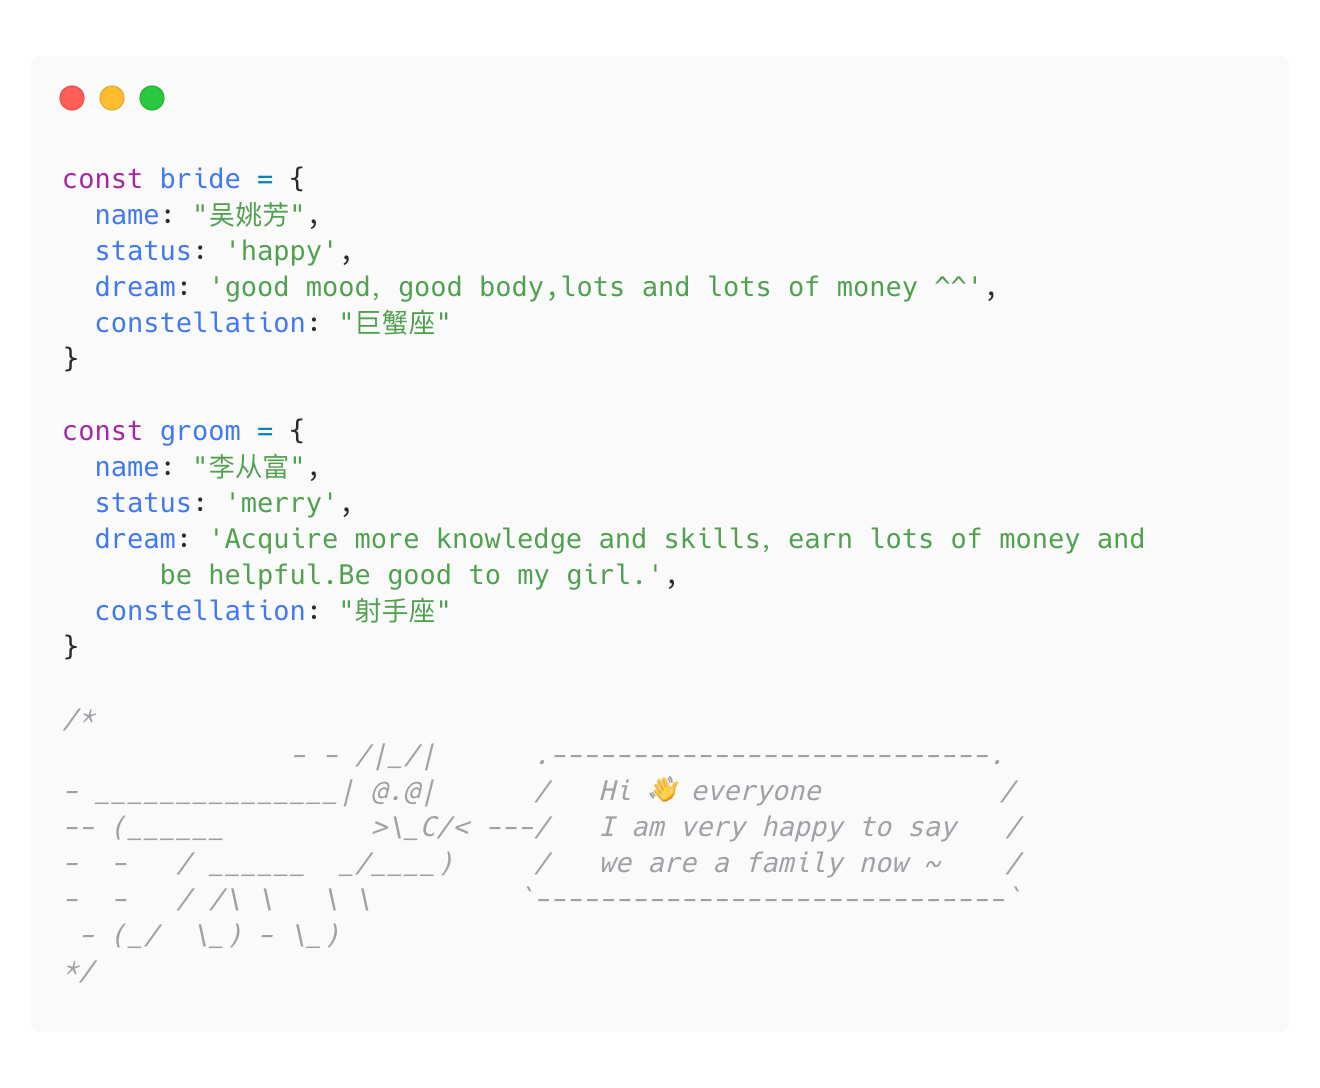 const bride = {
  name: "吴姚芳",
  status: 'happy',
  dream: 'good mood, good body,lots and lots of money ^^',
  constellation: "巨蟹座"
}

const groom = {
  name: "李从富",
  status: 'merry',
  dream: 'Acquire more knowledge and skills, earn lots of money and
      be helpful.Be good to my girl.',
  constellation: "射手座"
}

/*
              - - /|_/|      .---------------------------.
- _______________| @.@|      /   Hi 👋 everyone           /
-- (______         >\_C/< ---/   I am very happy to say   /
-  -   / ______  _/____)     /   we are a family now ~    /
-  -   / /\ \   \ \         `-----------------------------`
 - (_/  \_) - \_)
*/